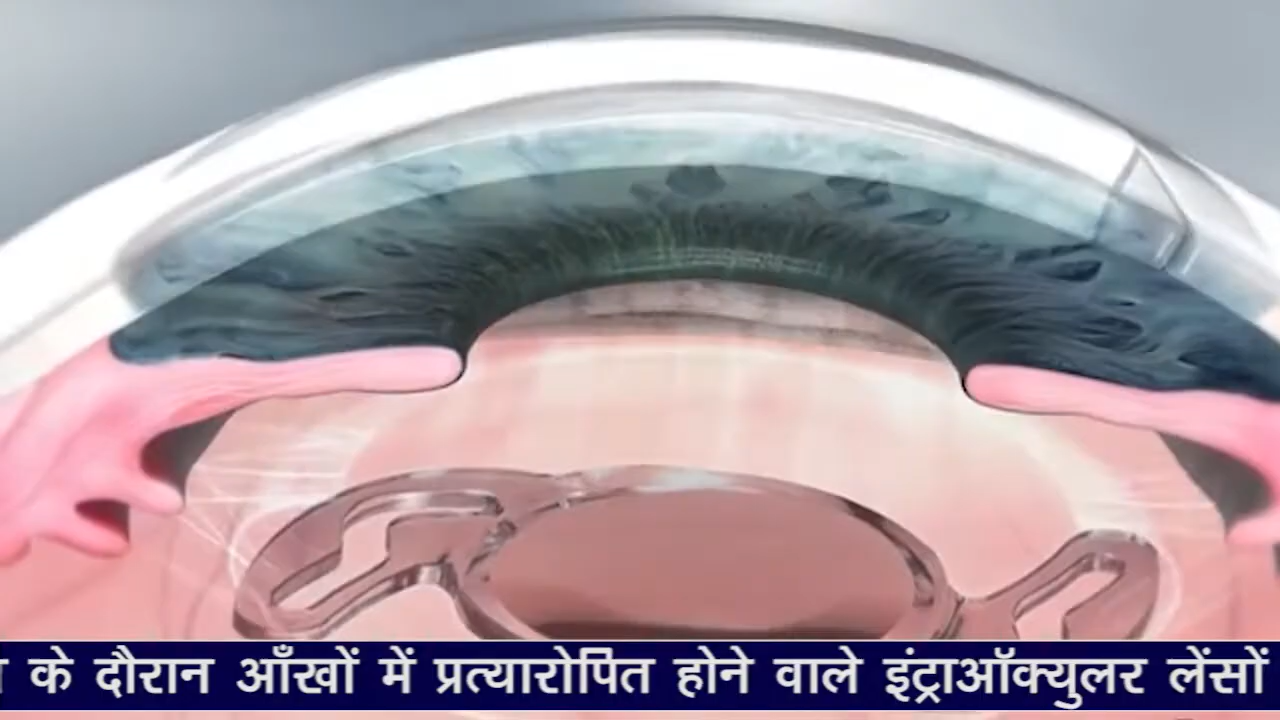 के दौरान आँखों में प्रत्यारोपित होने वाले इंट्राऑक्युलर लेंसों